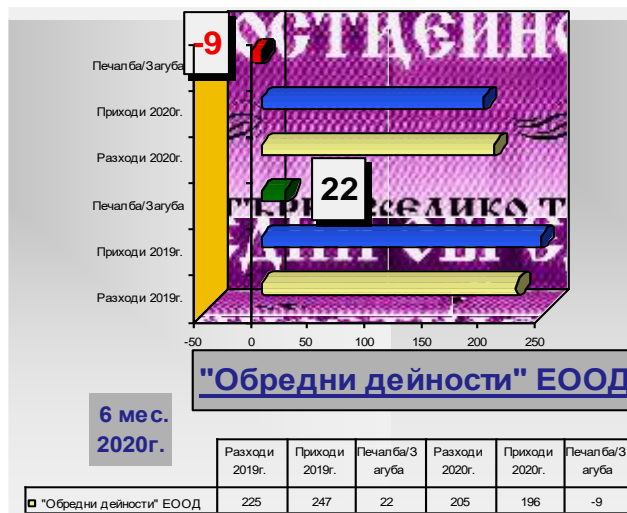 -9
Печалба/Загуба
Приходи 2020г.
Разходи 2020г.
Печалба/Загуба
22
Приходи 2019г.
Разходи 2019г.
-50 0 50 100 150 200 250
"Обредни дейности" ЕООД
6 мес.
2020г.
Разходи 2019г. Приходи 2019г. Печалба/Загуба Разходи 2020г. Приходи 2020г. Печалба/Загуба
"Обредни дейности" ЕООД 225 247 22 205 196 -9